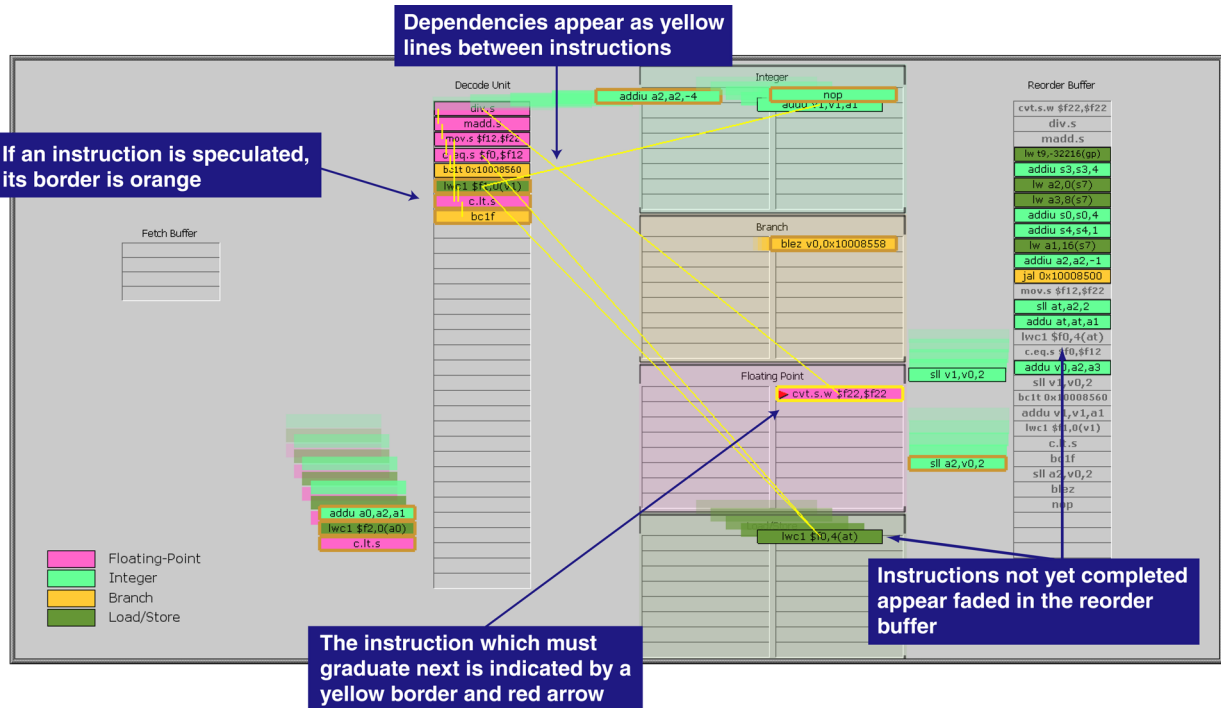 Dependencies appear as yellow
lines between instructions
If an instruction is speculated,
its border is orange
Fetch Buffer
Decode Unit
div.s
madd.s
mov.s $f12,$f22
c.eq.s $f0,$f12
bc1t 0x10008560
lwc1 $f1,0(v1)
c.lt.s
bc1f
addu a0,a2,a1
lwc1 $f2,0(a0)
c.lt.s
Floating-Point
Integer
Branch
Load/Store
Integer
addiu a2,a2,-4
nop
addu v1,v1,a1
Branch
blez v0,0x10008558
Floating Point
cvt.s.w $f22,$f22
lwc1 $f0,4(at)
sll v1,v0,2
sll a2,v0,2
Reorder Buffer
cvt.s.w $f22,$f22
div.s
madd.s
lw t9,-32216(gp)
addiu s3,s3,4
lw a2,0(s7)
lw a3,8(s7)
addiu s0,s0,4
addiu s4,s4,1
lw a1,16(s7)
addiu a2,a2,-1
jal 0x10008500
mov.s $f12,$f22
sll at,a2,2
addu at,at,a1
lwc1 $f0,4(at)
c.eq.s $f0,$f12
addu v0,a2,a3
sll v1,v0,2
bc1t 0x10008560
addu v1,v1,a1
lwc1 $f1,0(v1)
c.lt.s
bc1f
sll a2,v0,2
blez
nop
Instructions not yet completed
appear faded in the reorder
buffer
The instruction which must
graduate next is indicated by a
yellow border and red arrow